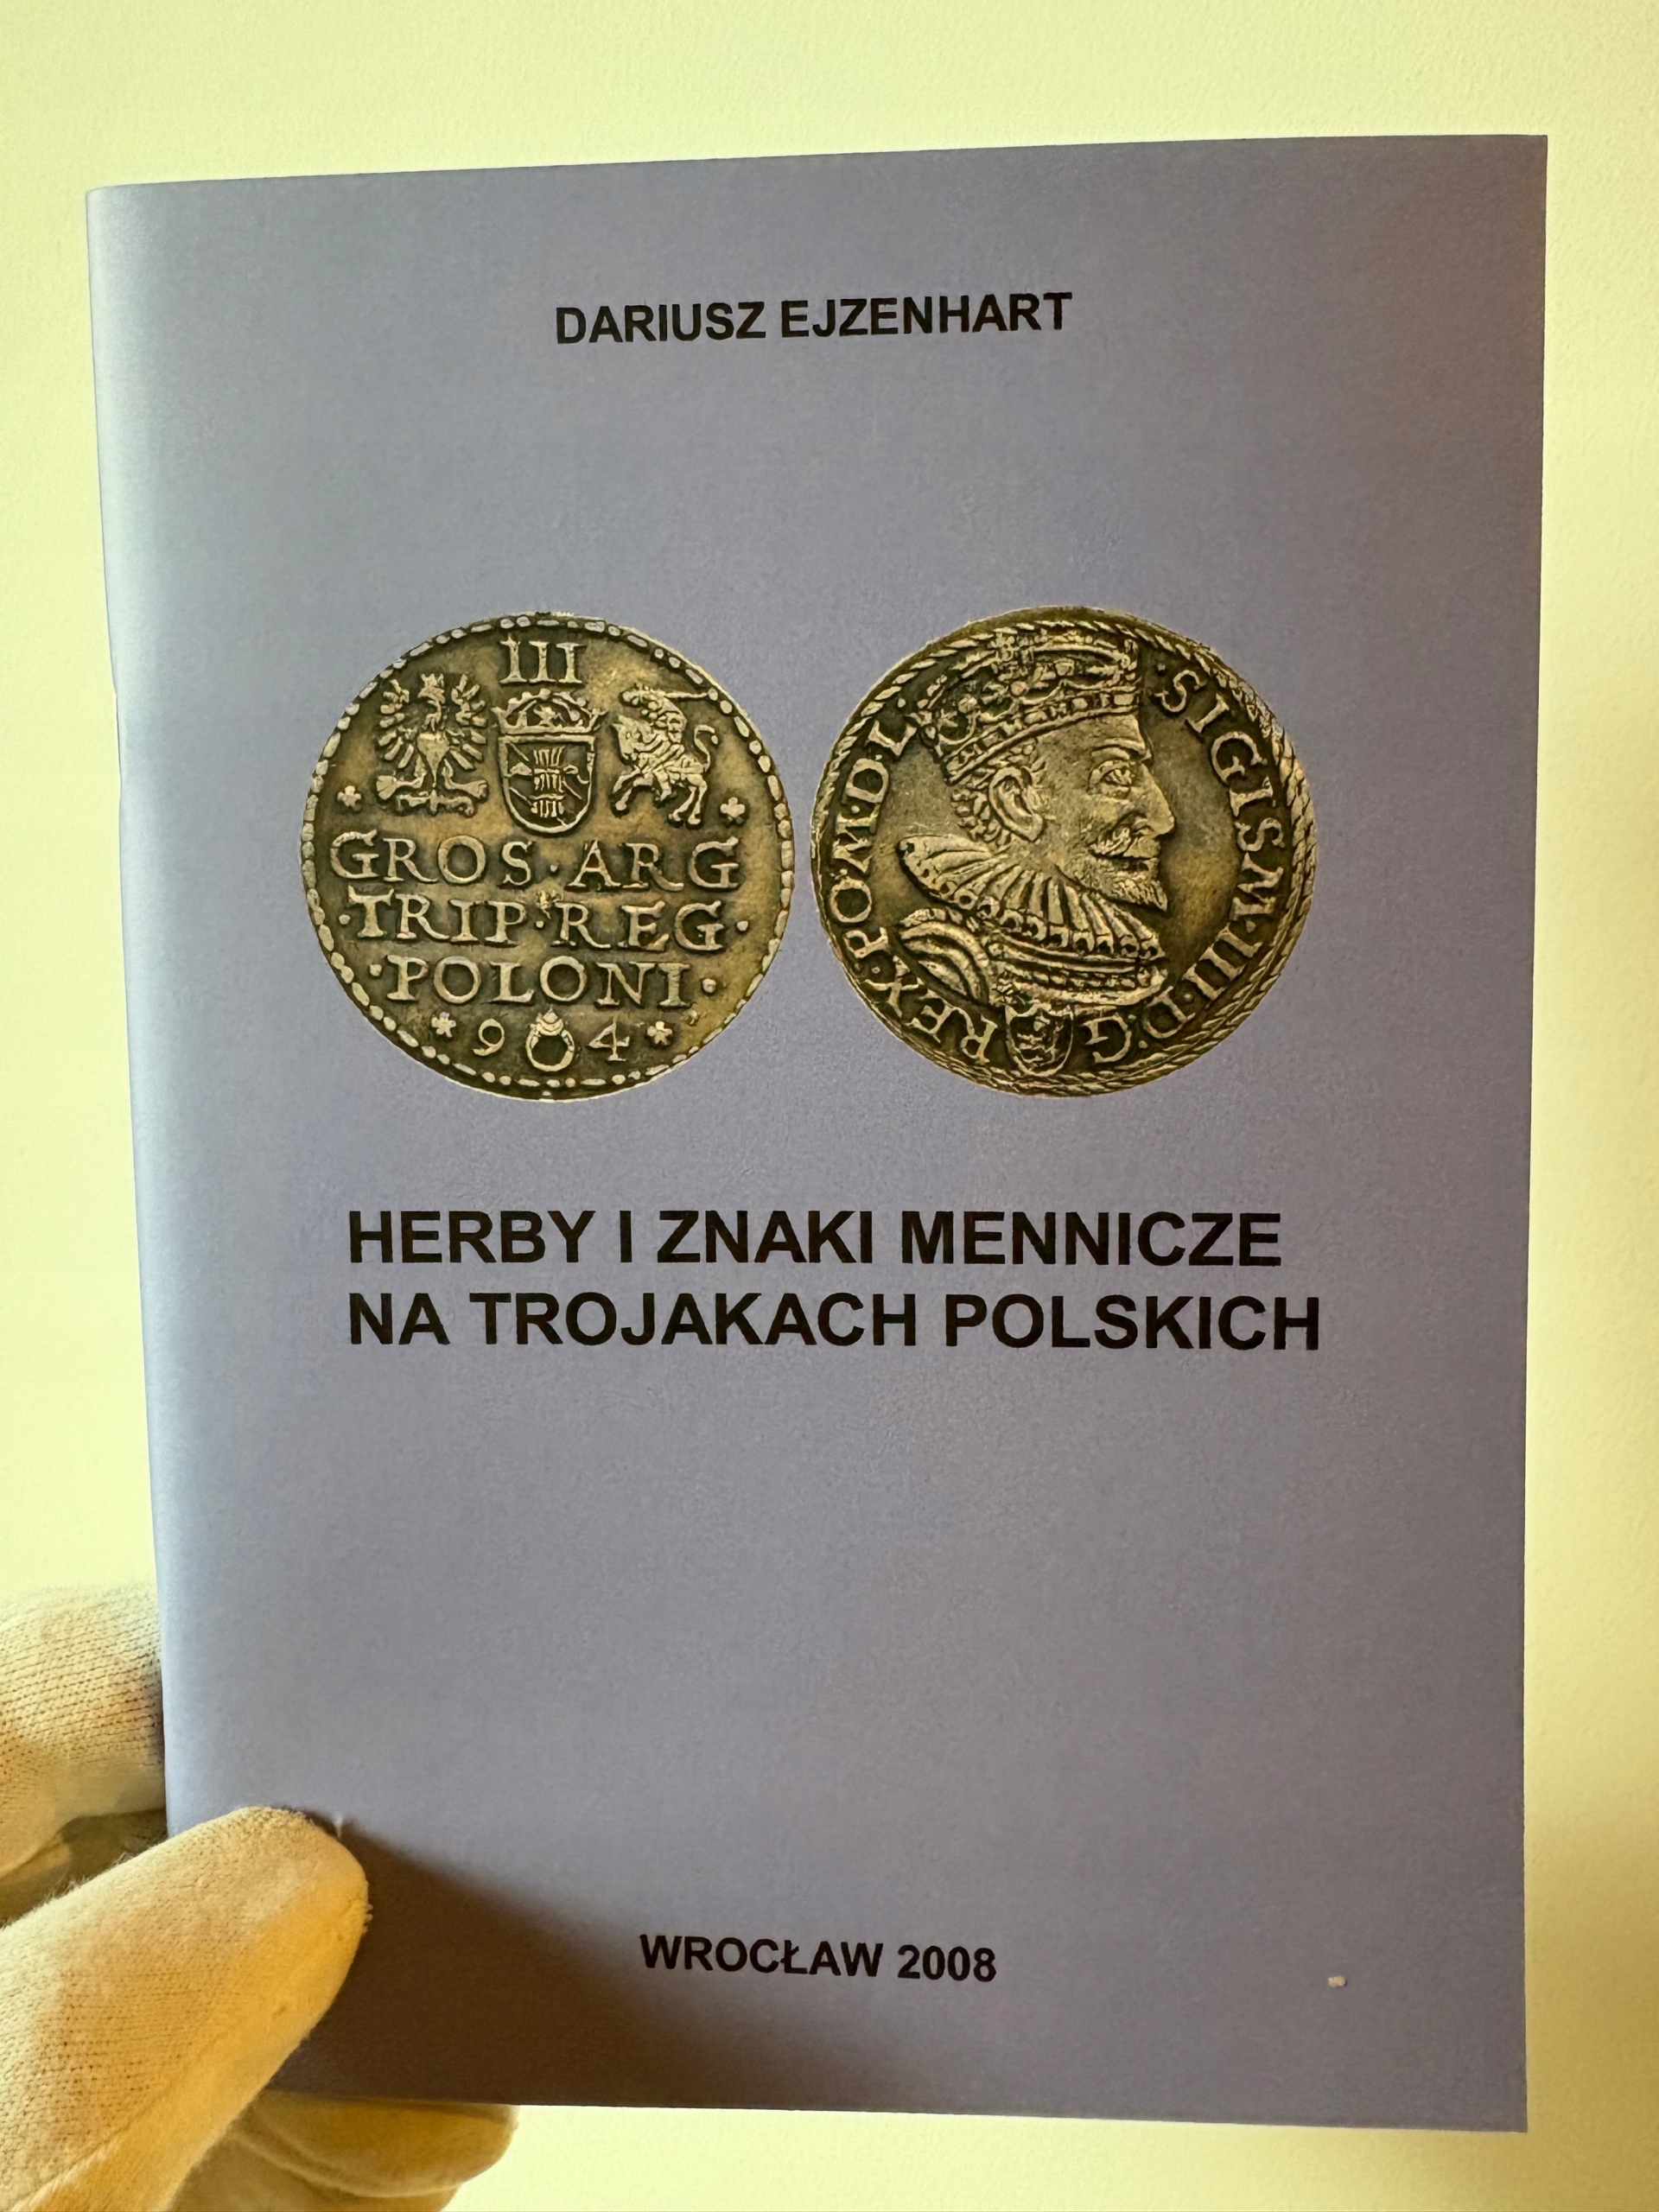 DARIUSZ EJZENHART
III
GROS·ARG
·TRIP·REG·
·POLONI·
9 4
·SIGISM·III·D:G
REX·POM·D·L·
HERBY I ZNAKI MENNICZE
NA TROJAKACH POLSKICH
WROCŁAW 2008